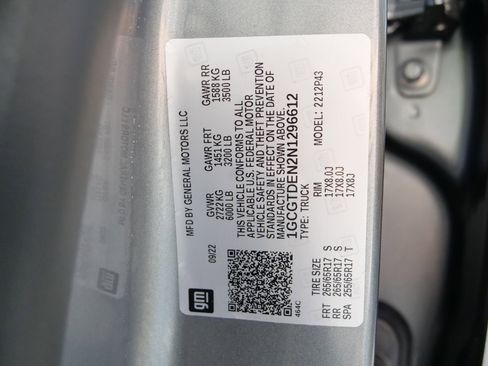 MFD BY GENERAL MOTORS LLC
09/22
GVWR
2722 KG
6000 LB
GAWR FRT
1451 KG
3200 LB
GAWR RR
1588 KG
3500 LB
THIS VEHICLE CONFORMS TO ALL
APPLICABLE U.S. FEDERAL MOTOR
VEHICLE SAFETY AND THEFT PREVENTION
STANDARDS IN EFFECT ON THE DATE OF
MANUFACTURE SHOWN ABOVE.
1GCGTDEN2N1296612
TYPE: TRUCK
MODEL: 2212P43
gm
464C
TIRE SIZE
RIM
FRT 265/65R17 S 17X8.0J
RR 265/65R17 S 17X8.0J
SPA 255/65R17 T 17X8J